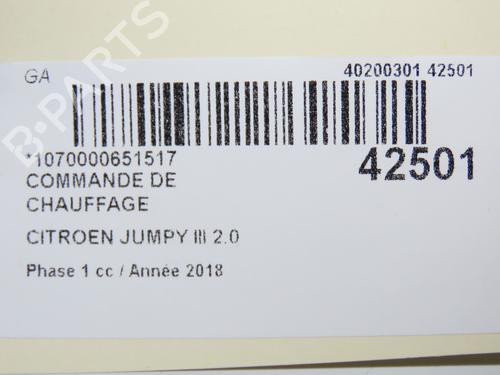 GA
40200301 42501
*1070000651517
42501
COMMANDE DE
CHAUFFAGE
CITROEN JUMPY III 2.0
Phase 1 cc / Année 2018
B-PARTS